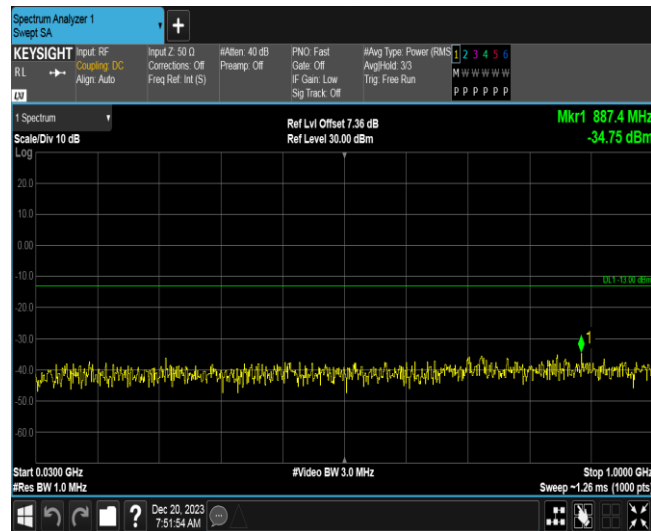 Spectrum Analyzer 1
Swept SA
+
KEYSIGHT
RL
LXI
Input: RF
Coupling: DC
Align: Auto
Input Z: 50 Ω
Corrections: Off
Freq Ref: Int (S)
#Atten: 40 dB
Preamp: Off
PNO: Fast
Gate: Off
IF Gain: Low
Sig Track: Off
#Avg Type: Power (RMS
Avg|Hold: 3/3
Trig: Free Run
1 2 3 4 5 6
M W W W W W
P P P P P P
1 Spectrum
Scale/Div 10 dB
Log
Ref Lvl Offset 7.36 dB
Ref Level 30.00 dBm
Mkr1 887.4 MHz
-34.75 dBm
20.0
10.0
0.00
-10.0
DL1 -13.00 dBm
-20.0
-30.0
1
-40.0
-50.0
-60.0
Start 0.0300 GHz
#Res BW 1.0 MHz
#Video BW 3.0 MHz
Stop 1.0000 GHz
Sweep ~1.26 ms (1000 pts)
?
Dec 20, 2023
7:51:54 AM